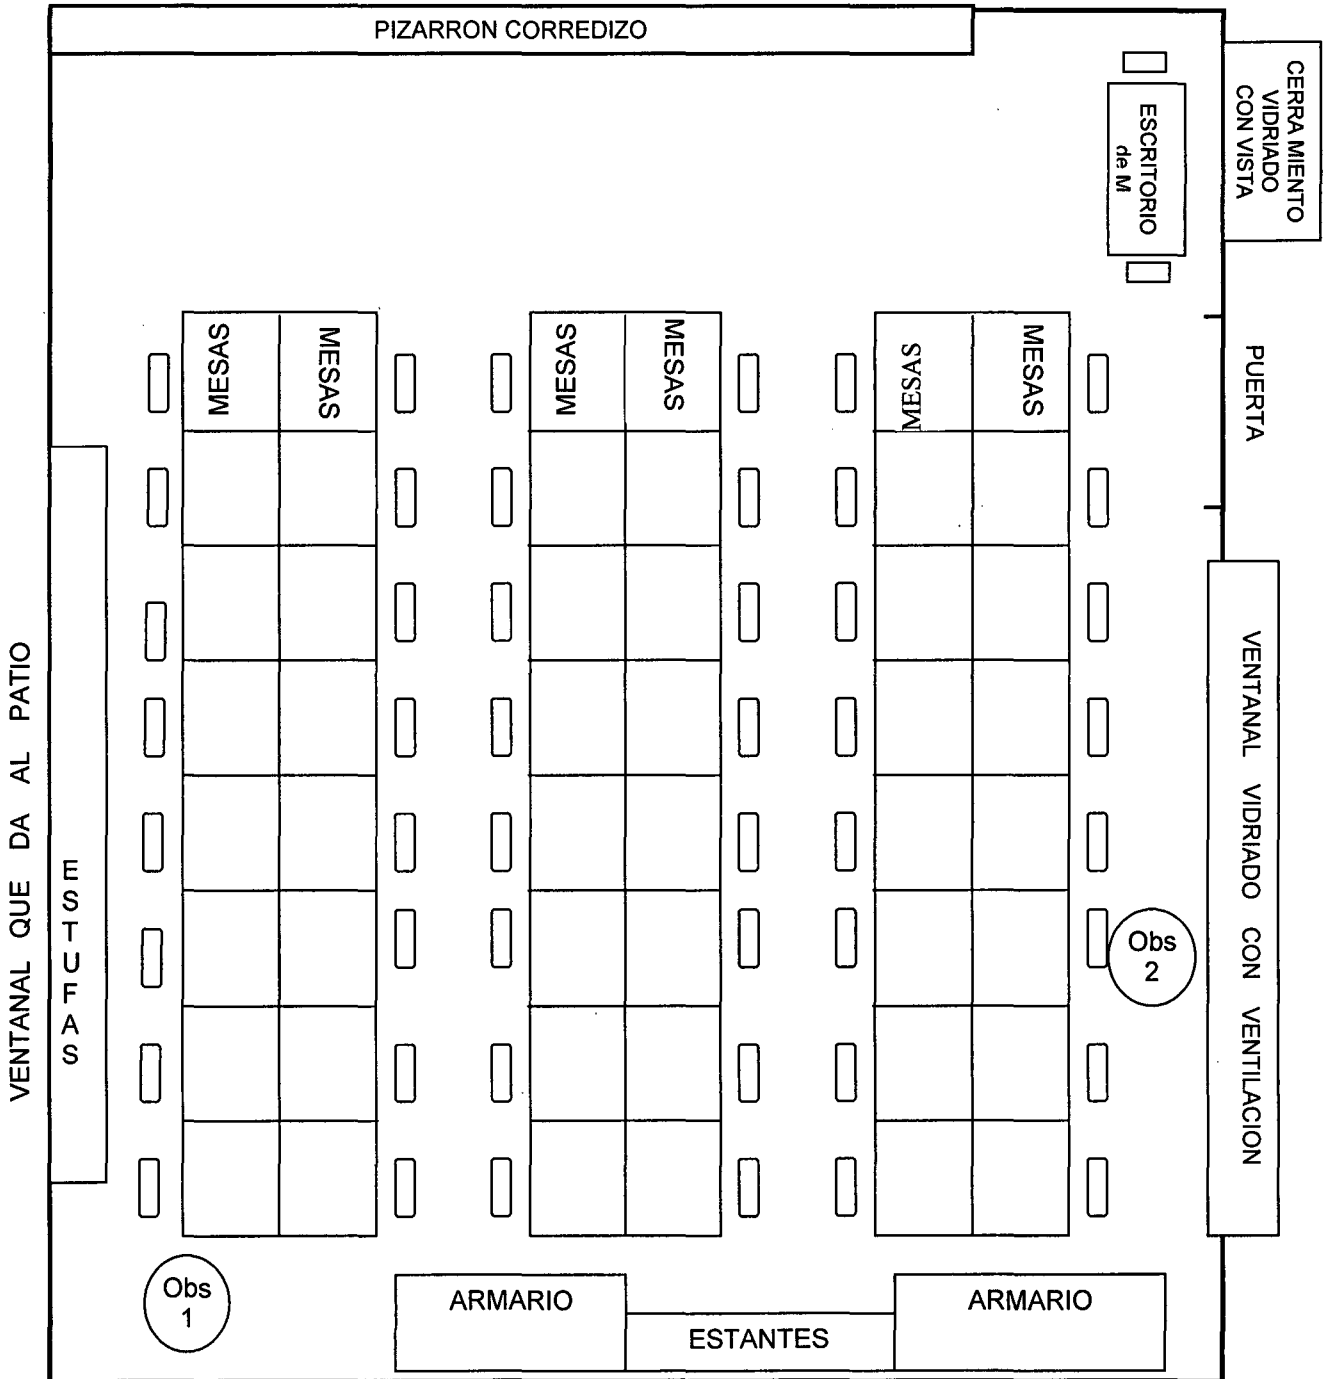 PIZARRON CORREDIZO
CERRA MIENTO
VIDRIADO
CON VISTA
ESCRITORIO
de M
MESAS
MESAS
MESAS
MESAS
MESAS
MESAS
PUERTA
VENTANAL QUE DA AL PATIO
ESTUFAS
VENTANAL VIDRIADO CON VENTILACION
Obs
2
Obs
1
ARMARIO
ESTANTES
ARMARIO